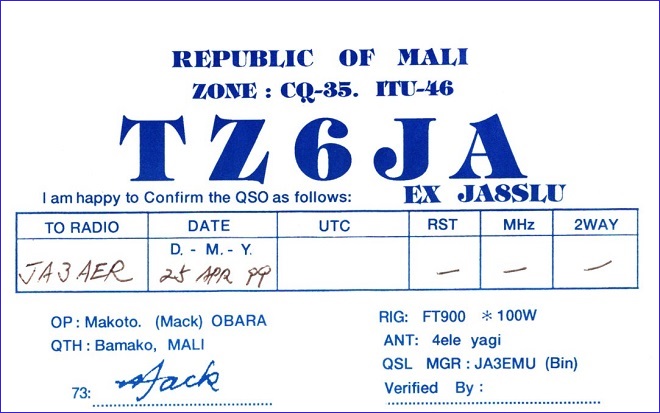 REPUBLIC OF MALI
ZONE : CQ-35. ITU-46
TZ6JA
I am happy to Confirm the QSO as follows: EX JA8SLU
TO RADIO DATE UTC RST MHz 2WAY
D. - M. - Y.
JA3AER 25 APR 99 — — —
OP : Makoto. (Mack) OBARA
RIG: FT900 *100W
QTH : Bamako, MALI
ANT: 4ele yagi
QSL MGR : JA3EMU (Bin)
73: Mack
Verified By :